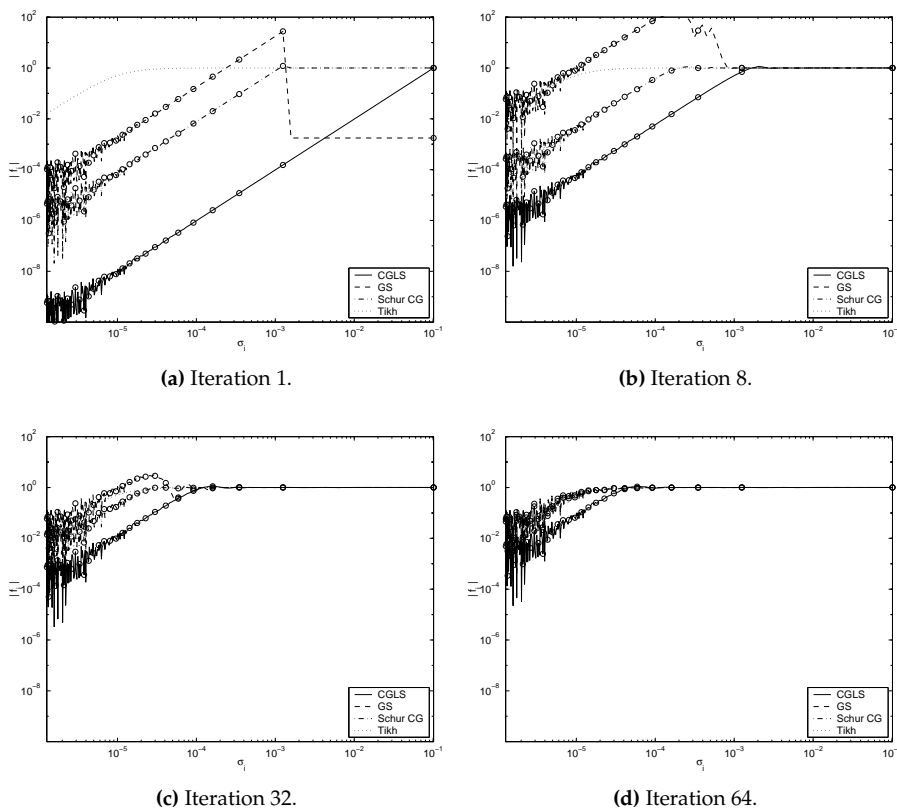 10^2
10^0
10^-2
10^-4
10^-6
10^-8
|f_i|
10^-5
10^-4
10^-3
10^-2
10^-1
σ_i
CGLS
GS
Schur CG
Tikh
(a) Iteration 1.
10^2
10^0
10^-2
10^-4
10^-6
10^-8
|f_i|
10^-5
10^-4
10^-3
10^-2
10^-1
σ_i
CGLS
GS
Schur CG
Tikh
(b) Iteration 8.
10^2
10^0
10^-2
10^-4
10^-6
10^-8
|f_i|
10^-5
10^-4
10^-3
10^-2
10^-1
σ_i
CGLS
GS
Schur CG
Tikh
(c) Iteration 32.
10^2
10^0
10^-2
10^-4
10^-6
10^-8
|f_i|
10^-5
10^-4
10^-3
10^-2
10^-1
σ_i
CGLS
GS
Schur CG
Tikh
(d) Iteration 64.